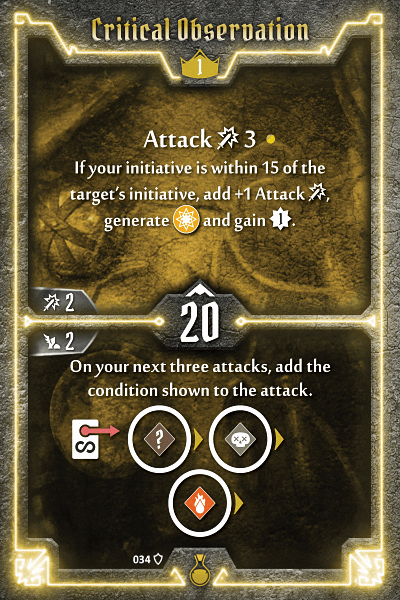 Critical Observation
1
Attack 3
If your initiative is within 15 of the
target's initiative, add +1 Attack ,
generate and gain 1 .
2
20
2
On your next three attacks, add the
condition shown to the attack.
S
?
034